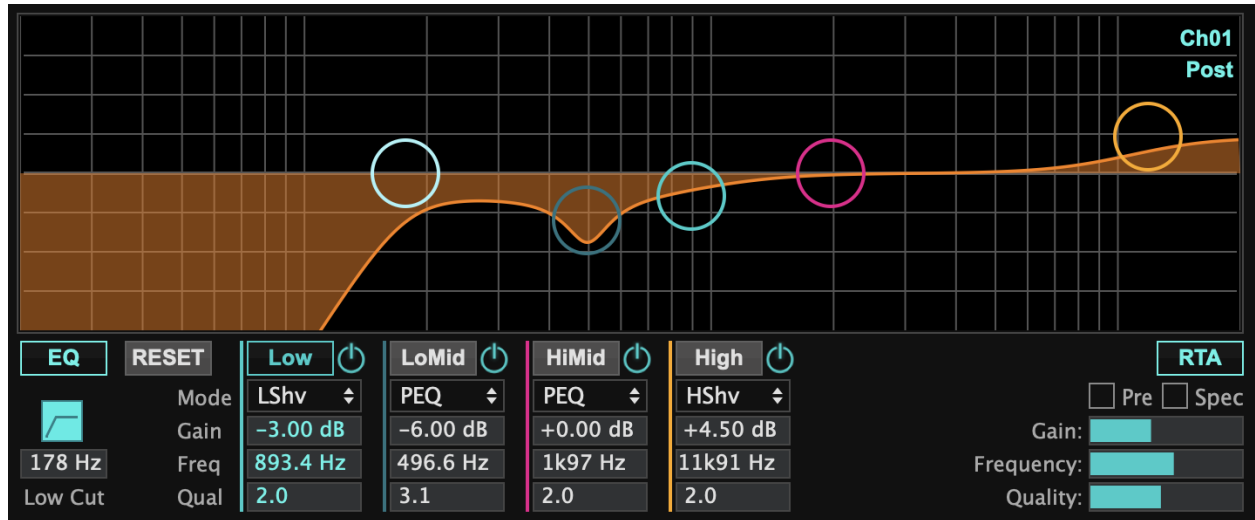 Ch01
Post
EQ RESET Low LoMid HiMid High RTA
Mode LShv PEQ PEQ HShv Pre Spec
Gain -3.00 dB -6.00 dB +0.00 dB +4.50 dB Gain:
178 Hz Freq 893.4 Hz 496.6 Hz 1k97 Hz 11k91 Hz Frequency:
Low Cut Qual 2.0 3.1 2.0 2.0 Quality: